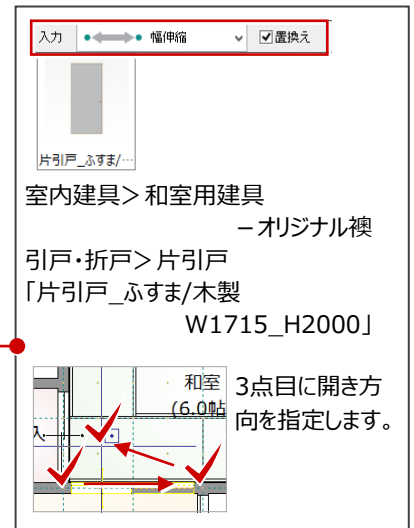 入力 幅伸縮 置換え
片引戸_ふすま/…
室内建具＞和室用建具
－オリジナル襖
引戸・折戸＞片引戸
「片引戸_ふすま/木製
W1715_H2000」
和室
(6.0帖
入
3点目に開き方
向を指定します。